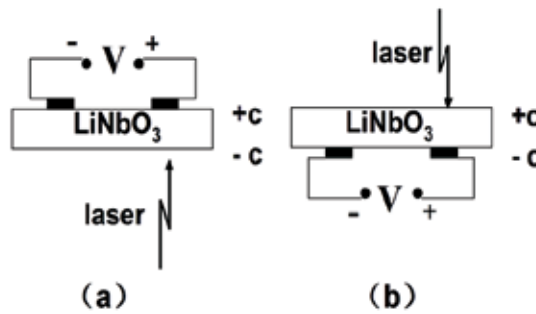 - V +
LiNbO₃
+c
- c
laser
(a)
laser
LiNbO₃
+c
- c
- V +
(b)